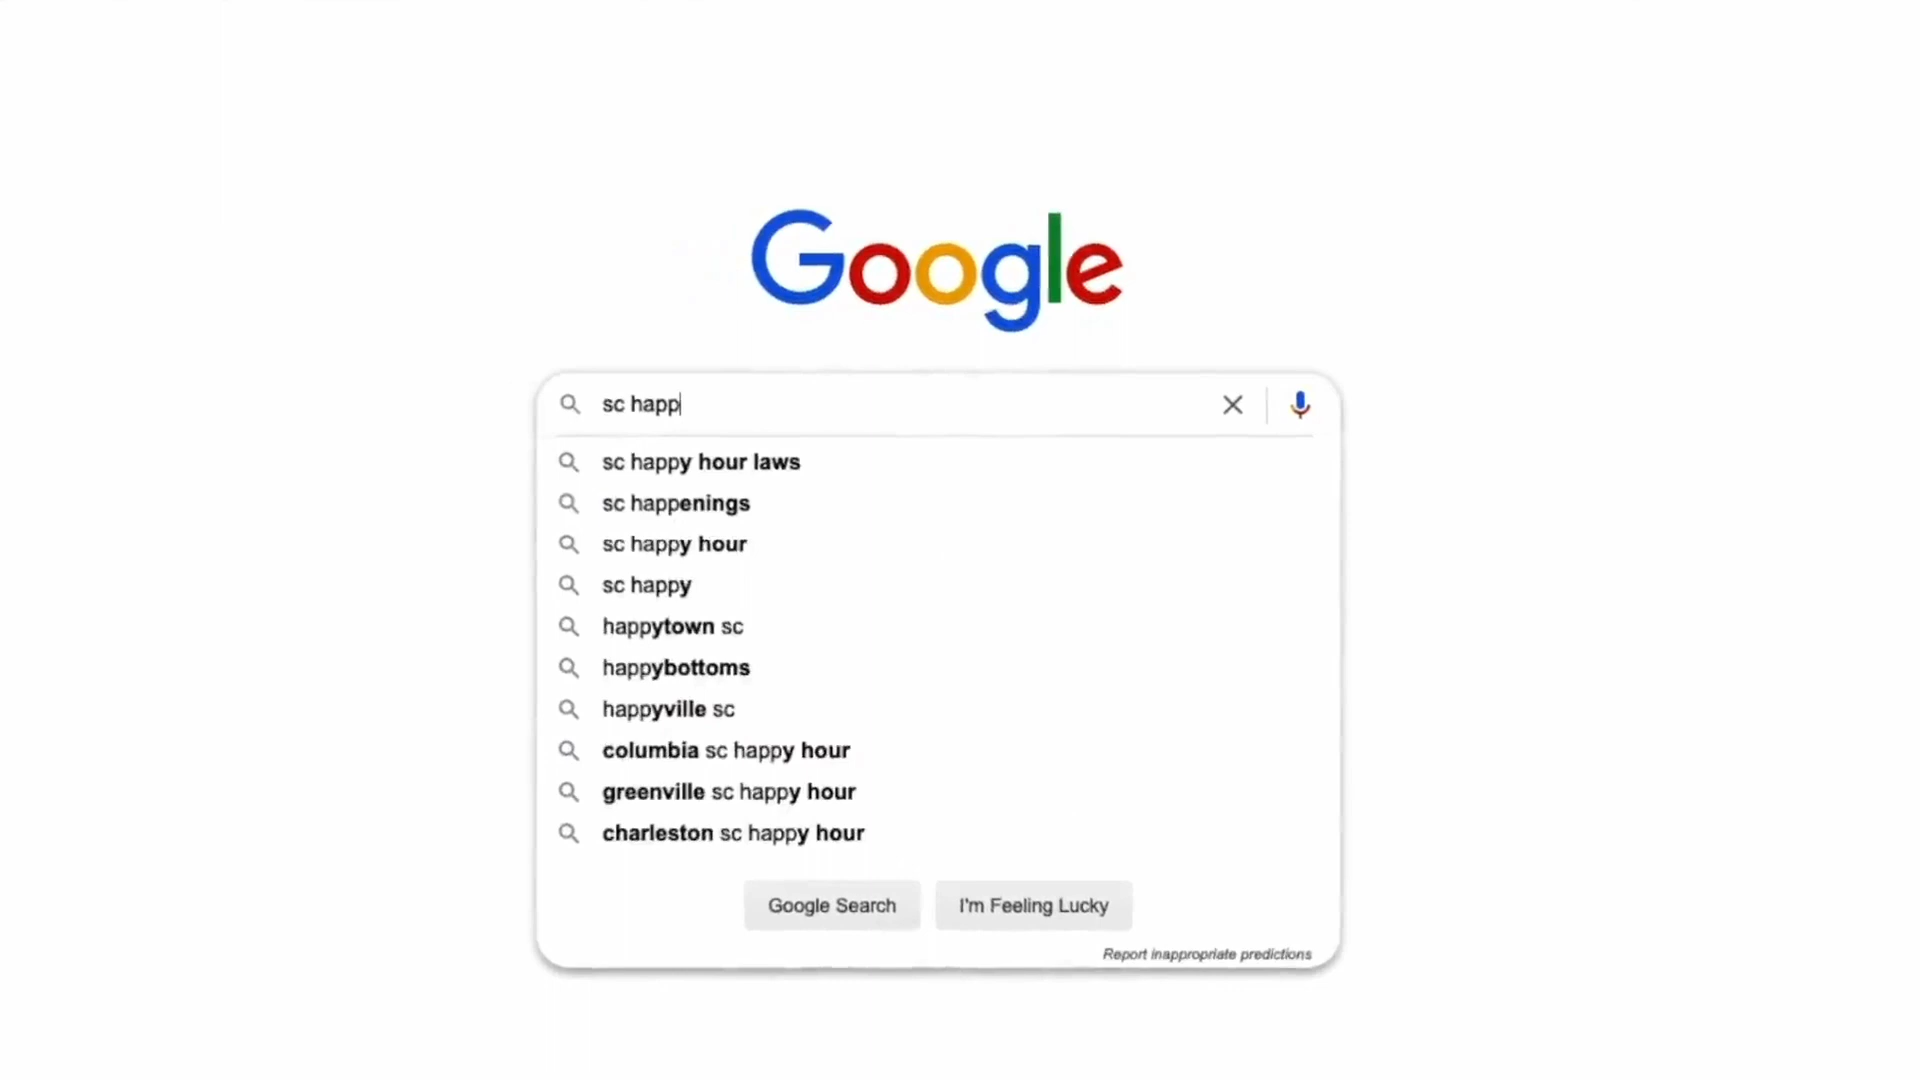 Google
sc happ
sc happy hour laws
sc happenings
sc happy hour
sc happy
happytown sc
happybottoms
happyville sc
columbia sc happy hour
greenville sc happy hour
charleston sc happy hour
Google Search
I'm Feeling Lucky
Report inappropriate predictions